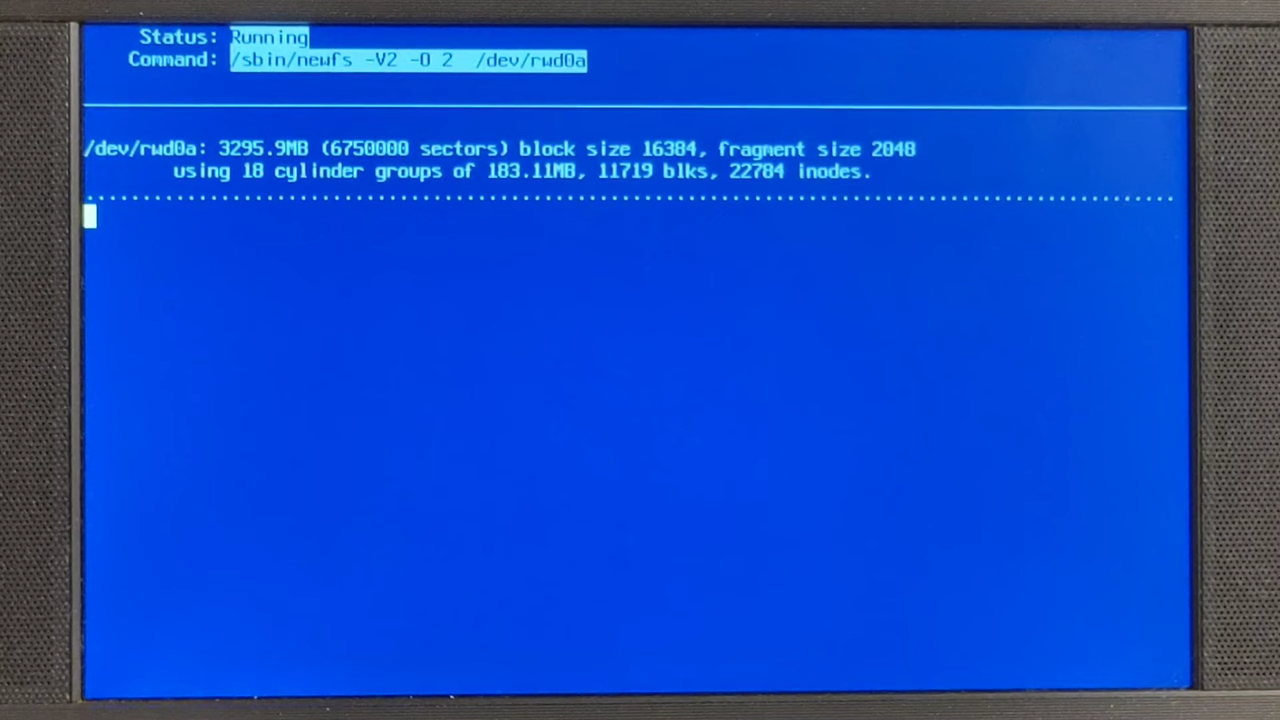 Status: Running
Command: /sbin/newfs -V2 -O 2  /dev/rwd0a
/dev/rwd0a: 3295.9MB (6750000 sectors) block size 16384, fragment size 2048
using 18 cylinder groups of 183.11MB, 11719 blks, 22784 inodes.
.................................................................................................